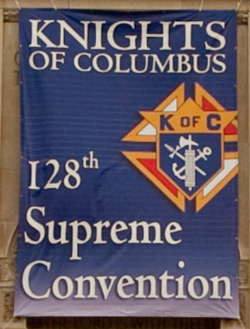 KNIGHTS
OF COLUMBUS
K OF C
128th
Supreme
Convention